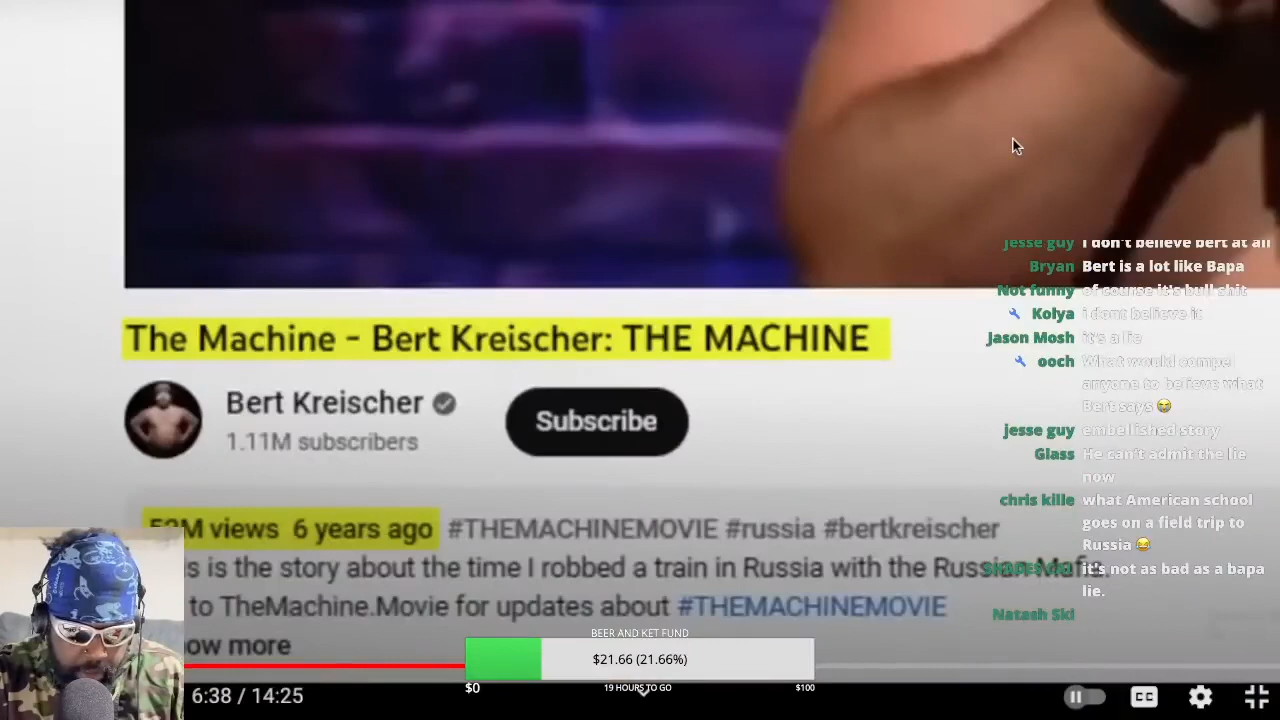 jesse guy I don't believe bert at all
Bryan Bert is a lot like Bapa
Not funny of course it's bull shit
Kolya i dont believe it
Jason Mosh it's a lie
ooch What would compel
anyone to believe what
Bert says 😂
jesse guy embellished story
Glass He can't admit the lie
now
chris kille what American school
goes on a field trip to
Russia 😂
it's not as bad as a bapa
lie.
Natash Ski
The Machine - Bert Kreischer: THE MACHINE
Bert Kreischer
1.11M subscribers
Subscribe
M views 6 years ago #THEMACHINEMOVIE #russia #bertkreischer
is the story about the time I robbed a train in Russia with the Russian Mafia.
to TheMachine.Movie for updates about #THEMACHINEMOVIE
ow more
BEER AND KET FUND
$21.66 (21.66%)
$0 19 HOURS TO GO $100
6:38 / 14:25
CC